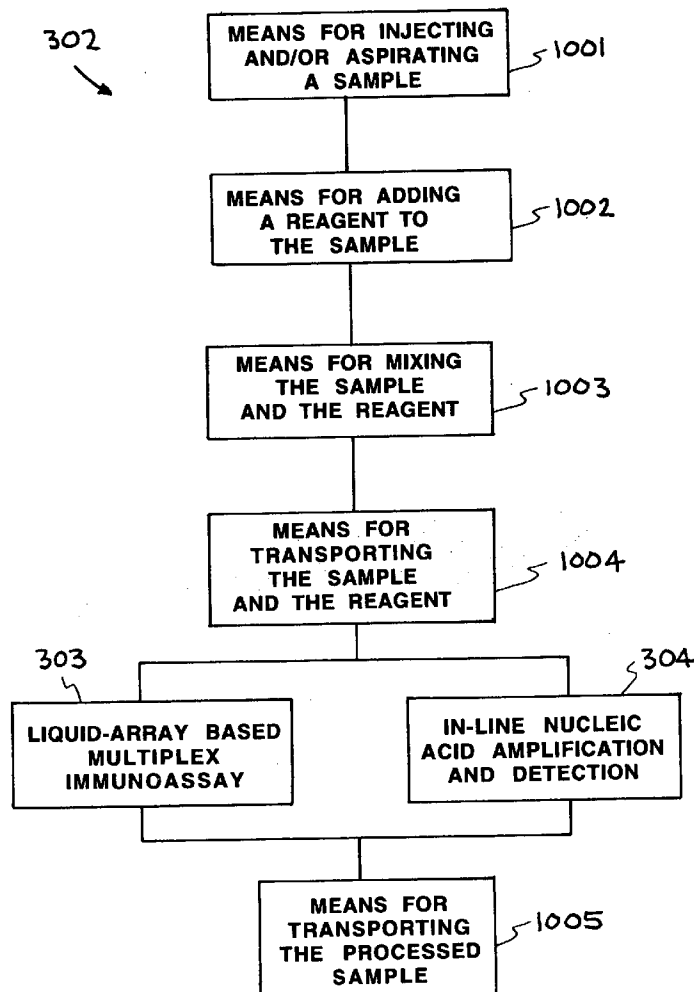 302
MEANS FOR INJECTING
AND/OR ASPIRATING
A SAMPLE
1001
MEANS FOR ADDING
A REAGENT TO
THE SAMPLE
1002
MEANS FOR MIXING
THE SAMPLE
AND THE REAGENT
1003
MEANS FOR
TRANSPORTING
THE SAMPLE
AND THE REAGENT
1004
303
LIQUID-ARRAY BASED
MULTIPLEX
IMMUNOASSAY
304
IN-LINE NUCLEIC
ACID AMPLIFICATION
AND DETECTION
MEANS FOR
TRANSPORTING
THE PROCESSED
SAMPLE
1005